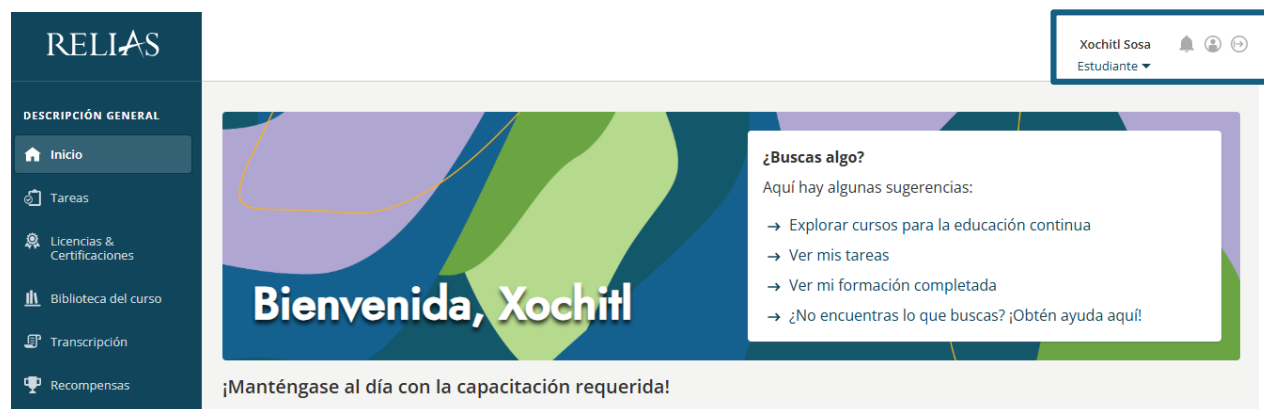 RELIAS
Xochitl Sosa
Estudiante
DESCRIPCIÓN GENERAL
Inicio
Tareas
Licencias &
Certificaciones
Biblioteca del curso
Transcripción
Recompensas
Bienvenida, Xochitl
¿Buscas algo?
Aquí hay algunas sugerencias:
→ Explorar cursos para la educación continua
→ Ver mis tareas
→ Ver mi formación completada
→ ¿No encuentras lo que buscas? ¡Obtén ayuda aquí!
¡Manténgase al día con la capacitación requerida!